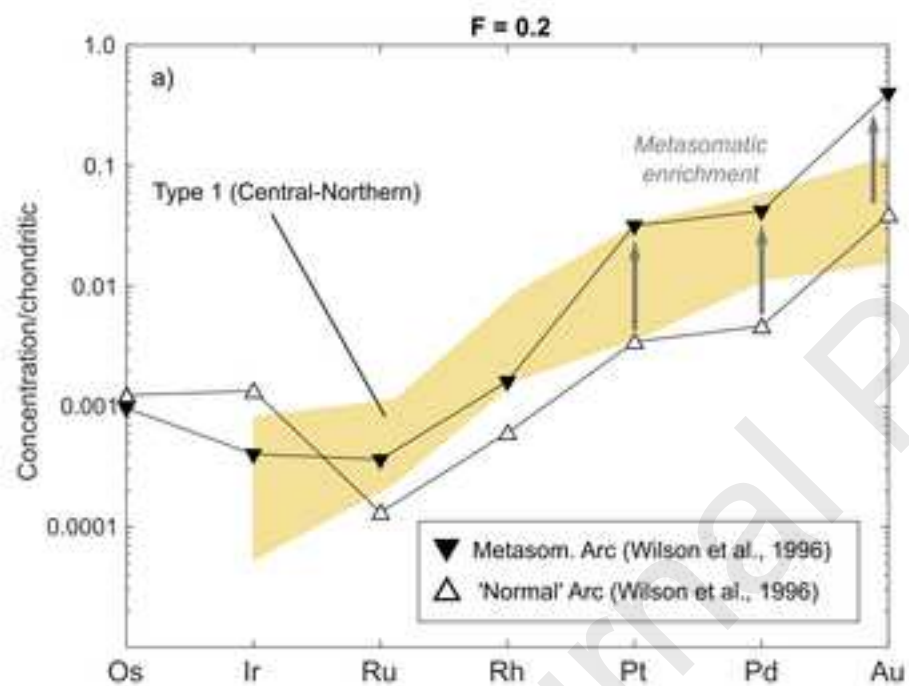 F = 0.2
1.0
a)
Metasomatic
enrichment
0.1
Type 1 (Central-Northern)
0.01
Concentration/chondritic
0.001
0.0001
Metasom. Arc (Wilson et al., 1996)
'Normal' Arc (Wilson et al., 1996)
Os Ir Ru Rh Pt Pd Au